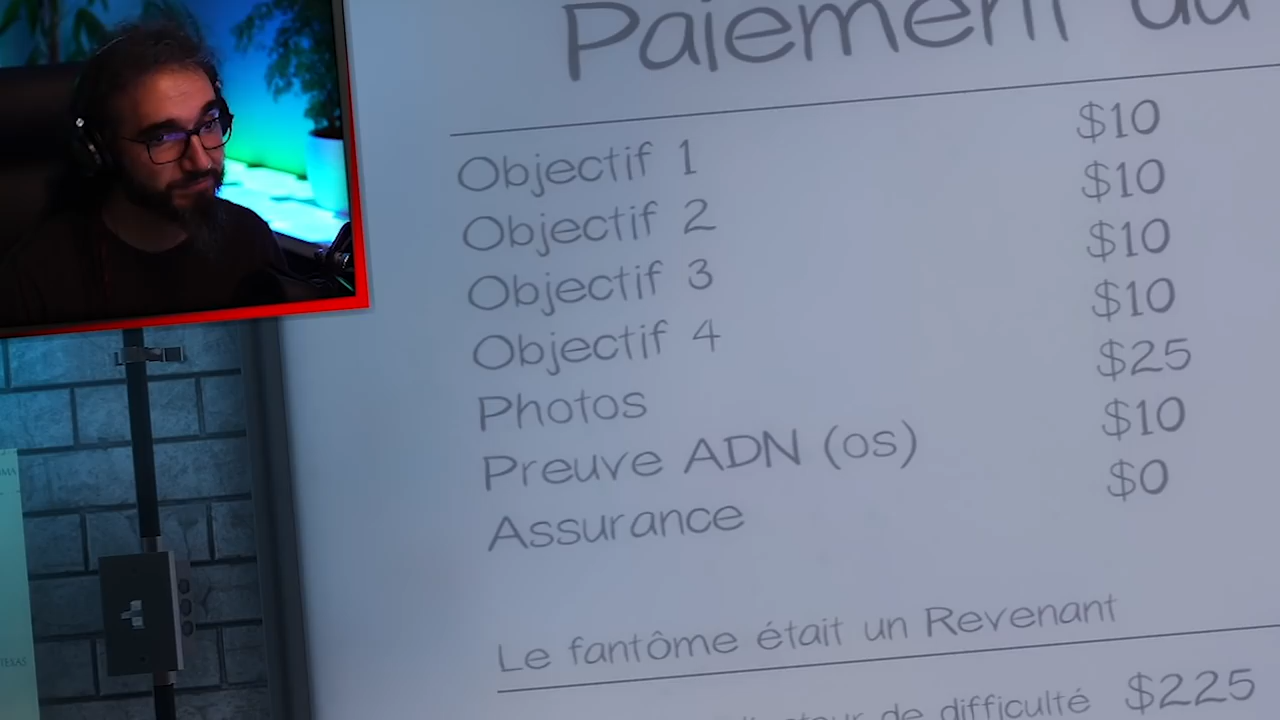 Paiement du
Objectif 1 $10
Objectif 2 $10
Objectif 3 $10
Objectif 4 $10
Photos $25
Preuve ADN (os) $10
Assurance $0
Le fantôme était un Revenant
de difficulté $225